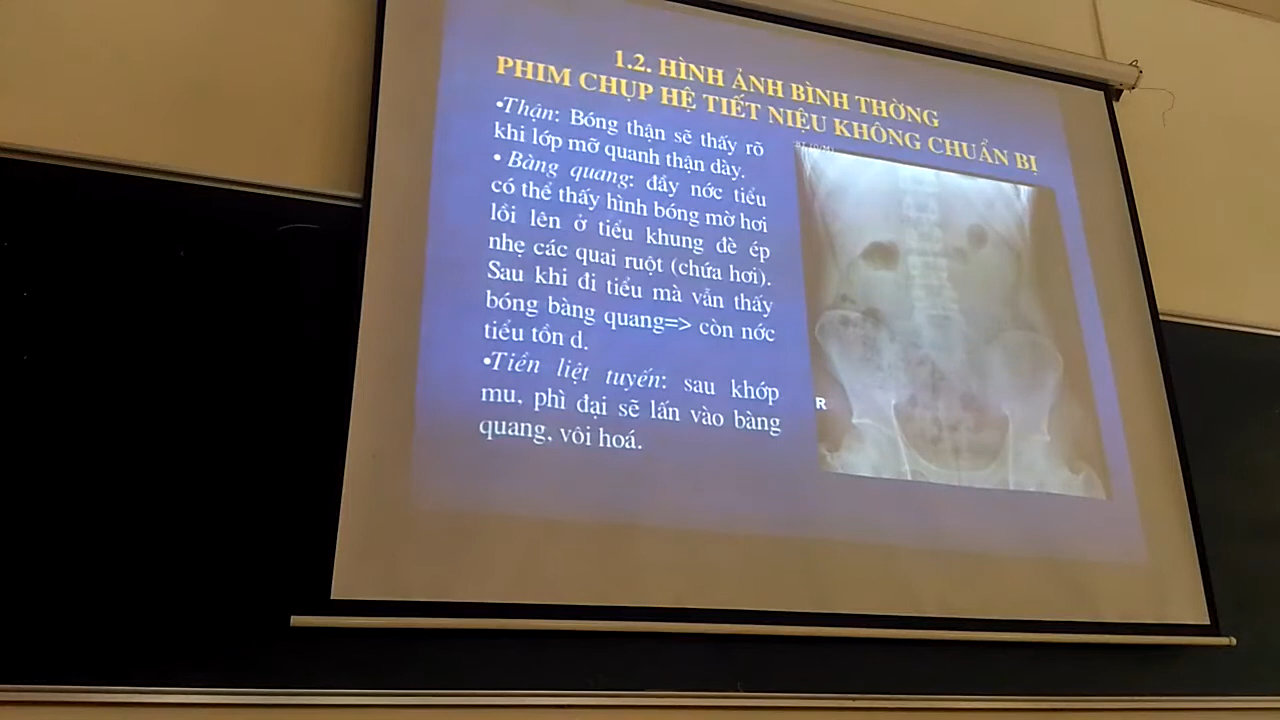 1.2. HÌNH ẢNH BÌNH THỜNG
PHIM CHỤP HỆ TIẾT NIỆU KHÔNG CHUẨN BỊ
•Thận: Bóng thận sẽ thấy rõ
khi lớp mỡ quanh thận dày.
• Bàng quang: đầy nớc tiểu
có thể thấy hình bóng mờ hơi
lồi lên ở tiểu khung đè ép
nhẹ các quai ruột (chứa hơi).
Sau khi đi tiểu mà vẫn thấy
bóng bàng quang=> còn nớc
tiểu tồn d.
•Tiền liệt tuyến: sau khớp
mu, phì đại sẽ lấn vào bàng
quang, vôi hoá.
R